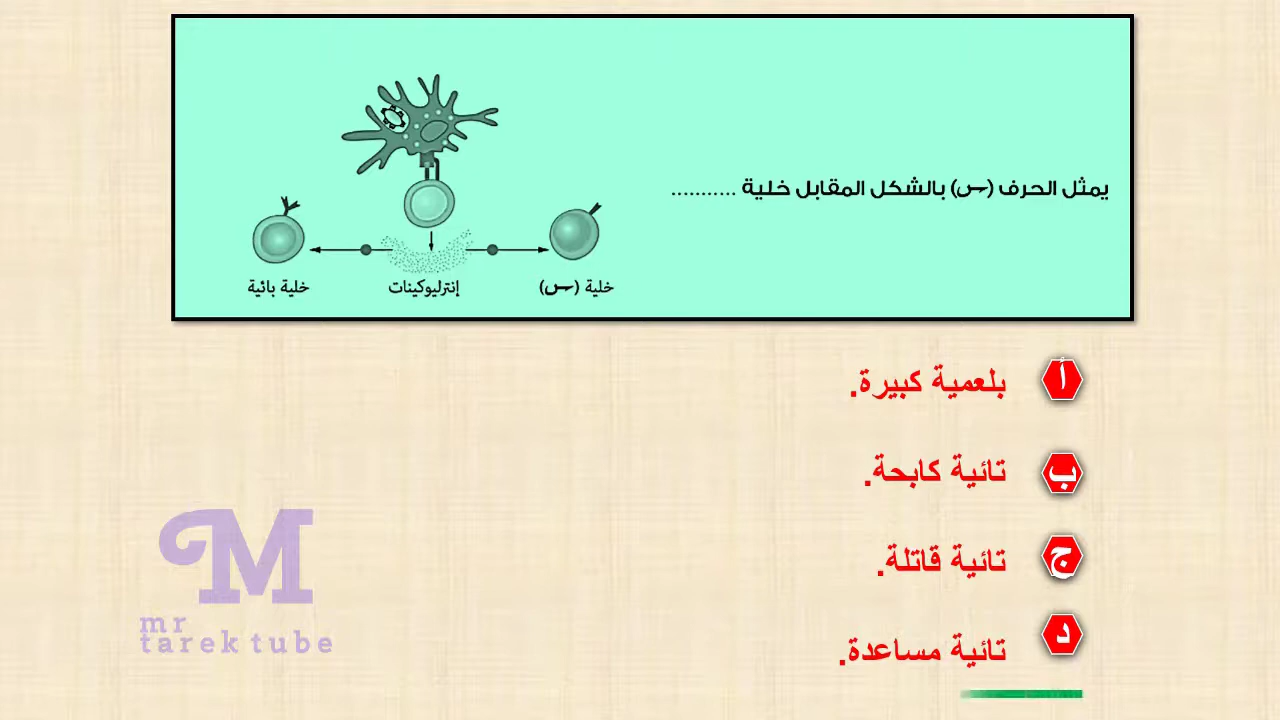 يمثل الحرف (س) بالشكل المقابل خلية ...........
خلية (س)
إنترليوكينات
خلية بائية
أ بلعمية كبيرة.
ب تائية كابحة.
ج تائية قاتلة.
د تائية مساعدة.
M
mr
tarek tube